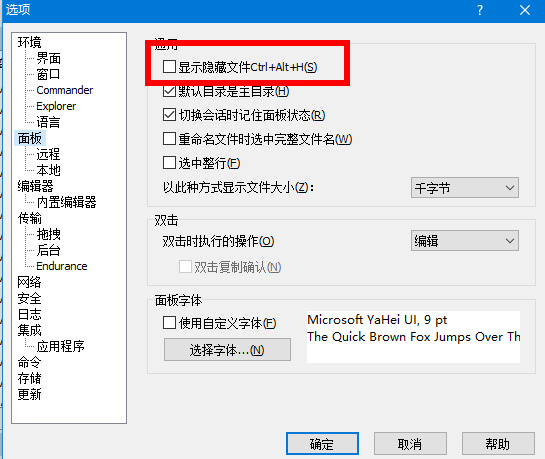 选项
环境
界面
窗口
Commander
Explorer
语言
面板
远程
本地
编辑器
内置编辑器
传输
拖拽
后台
Endurance
网络
安全
日志
集成
应用程序
命令
存储
更新
通用
显示隐藏文件Ctrl+Alt+H(S)
默认目录是主目录(H)
切换会话时记住面板状态(R)
重命名文件时选中完整文件名(W)
选中整行(F)
以此种方式显示文件大小(Z):
千字节
双击
双击时执行的操作(O)
编辑
双击复制确认(N)
面板字体
使用自定义字体(F)
选择字体...(N)
Microsoft YaHei UI, 9 pt
The Quick Brown Fox Jumps Over Th
确定
取消
帮助